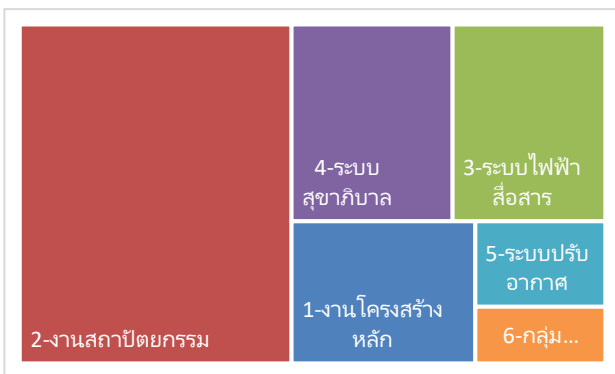 2-งานสถาปัตยกรรม
4-ระบบ
สุขาภิบาล
3-ระบบไฟฟ้า
สื่อสาร
1-งานโครงสร้าง
หลัก
5-ระบบปรับ
อากาศ
6-กลุ่ม...